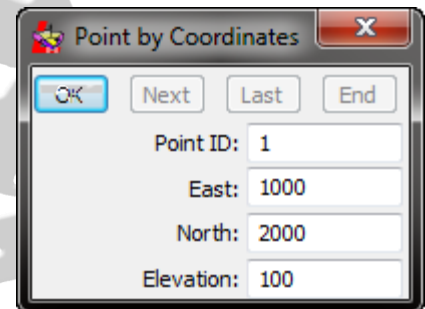 Point by Coordinates
OK Next Last End
Point ID: 1
East: 1000
North: 2000
Elevation: 100